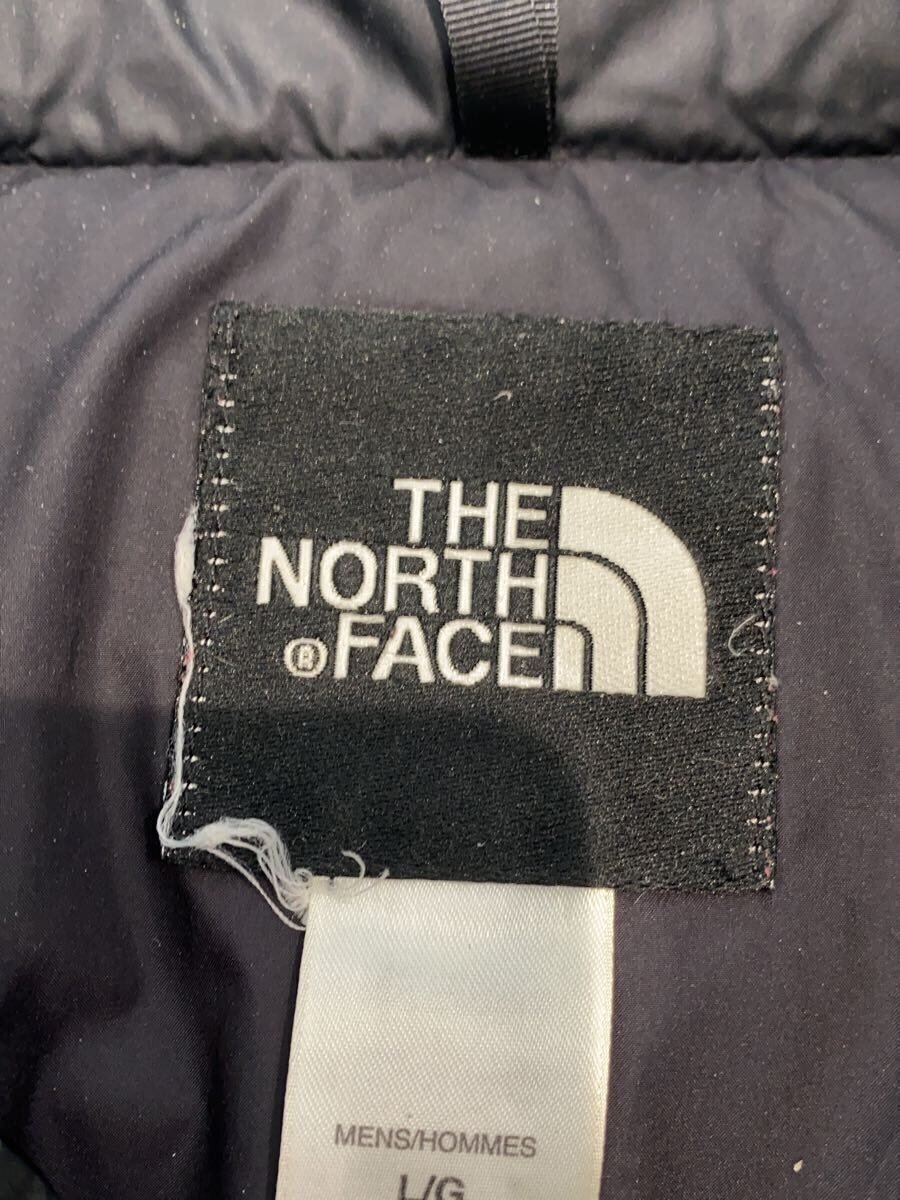 THE
NORTH
®FACE
MENS/HOMMES
L/G